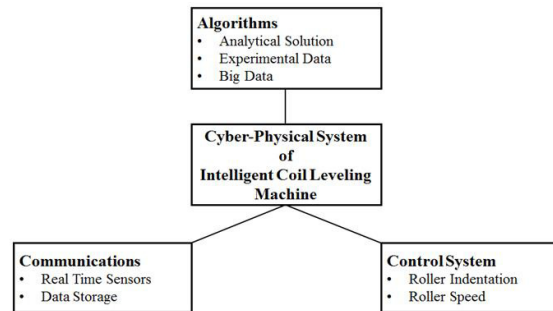 Algorithms
• Analytical Solution
• Experimental Data
• Big Data
Cyber-Physical System
of
Intelligent Coil Leveling
Machine
Communications
• Real Time Sensors
• Data Storage
Control System
• Roller Indentation
• Roller Speed